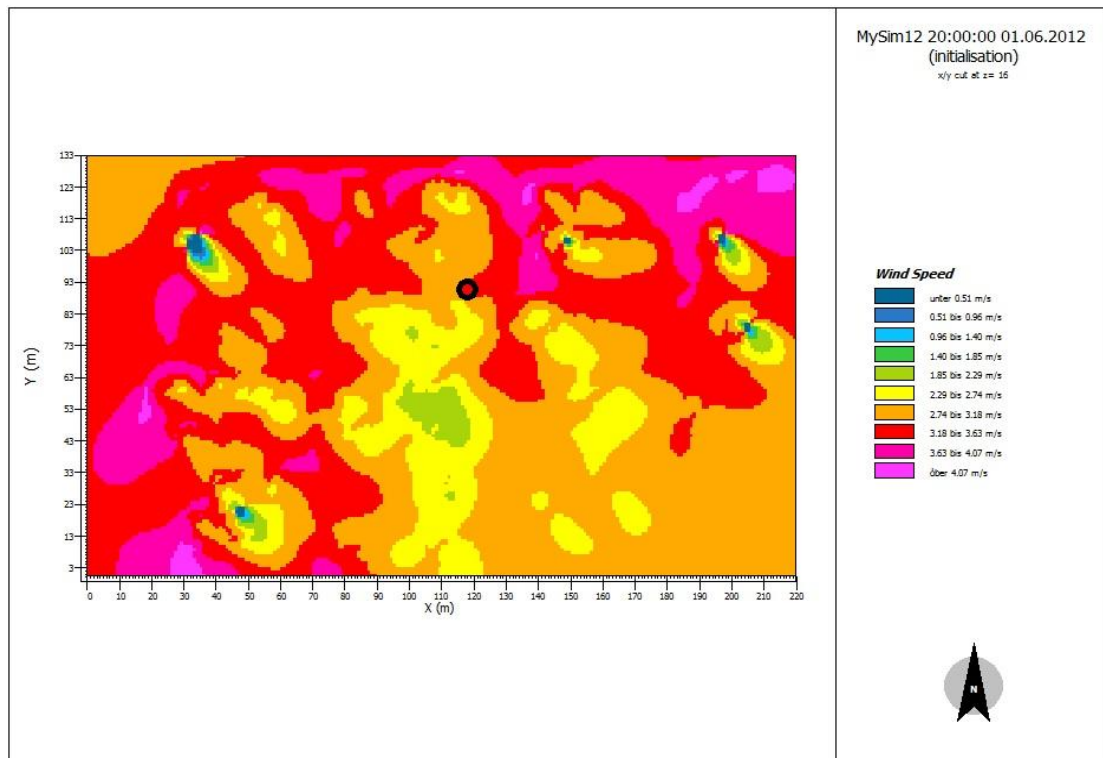 MySim12 20:00:00 01.06.2012
(initialisation)
x/y cut at z= 16
133
123
113
103
93
83
73
63
53
43
33
23
13
3
Y (m)
0 10 20 30 40 50 60 70 80 90 100 110 120 130 140 150 160 170 180 190 200 210 220
X (m)
Wind Speed
unter 0.51 m/s
0.51 bis 0.96 m/s
0.96 bis 1.40 m/s
1.40 bis 1.85 m/s
1.85 bis 2.29 m/s
2.29 bis 2.74 m/s
2.74 bis 3.18 m/s
3.18 bis 3.63 m/s
3.63 bis 4.07 m/s
öber 4.07 m/s
N